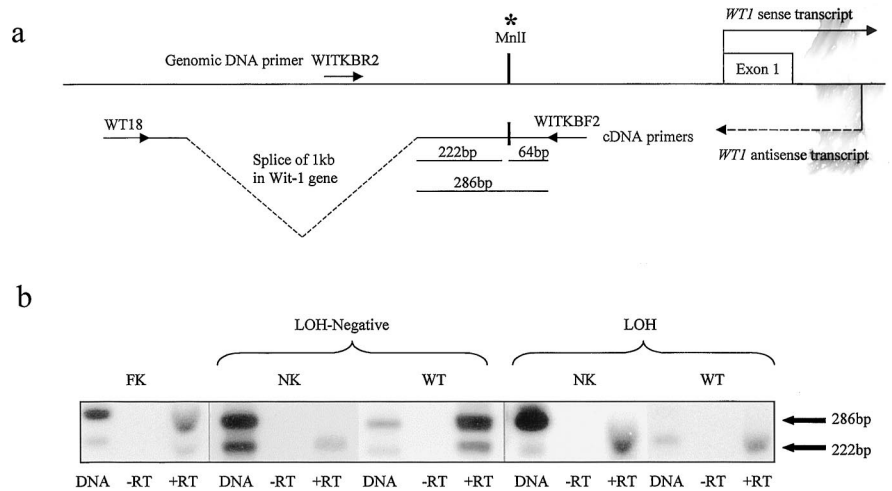 a
*
MnlI
WT1 sense transcript
Genomic DNA primer WITKBR2
Exon 1
WT18
WITKBF2
cDNA primers
222bp 64bp
WT1 antisense transcript
Splice of 1kb
in Wit-1 gene
286bp
b
LOH-Negative LOH
FK NK WT NK WT
286bp
222bp
DNA -RT +RT DNA -RT +RT DNA -RT +RT DNA -RT +RT DNA -RT +RT